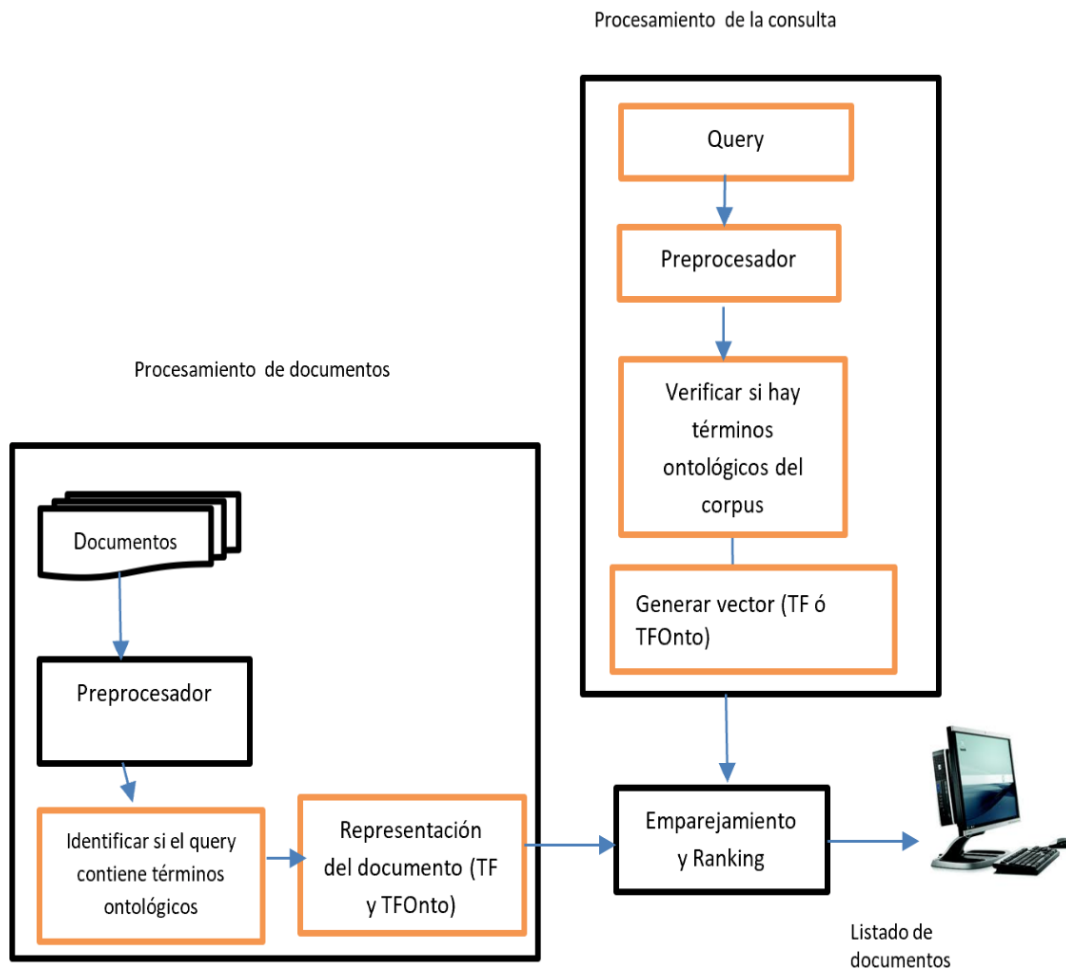 Procesamiento de la consulta
Query
Preprocesador
Verificar si hay
términos
ontológicos del
corpus
Generar vector (TF ó
TFOnto)
Procesamiento de documentos
Documentos
Preprocesador
Identificar si el query
contiene términos
ontológicos
Representación
del documento (TF
y TFOnto)
Emparejamiento
y Ranking
Listado de
documentos